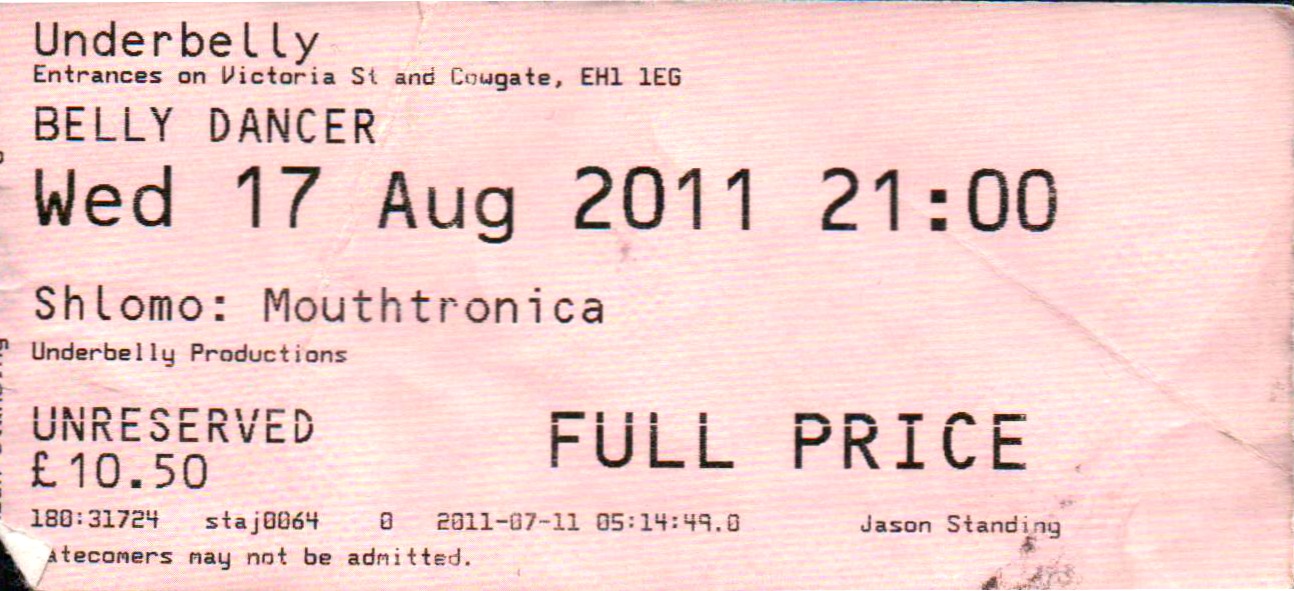 Underbelly
Entrances on Victoria St and Cowgate, EH1 1EG
BELLY DANCER
Wed 17 Aug 2011 21:00
Shlomo: Mouthtronica
Underbelly Productions
UNRESERVED FULL PRICE
£10.50
180:31724 staj0064 0 2011-07-11 05:14:49.0 Jason Standing
atecomers may not be admitted.